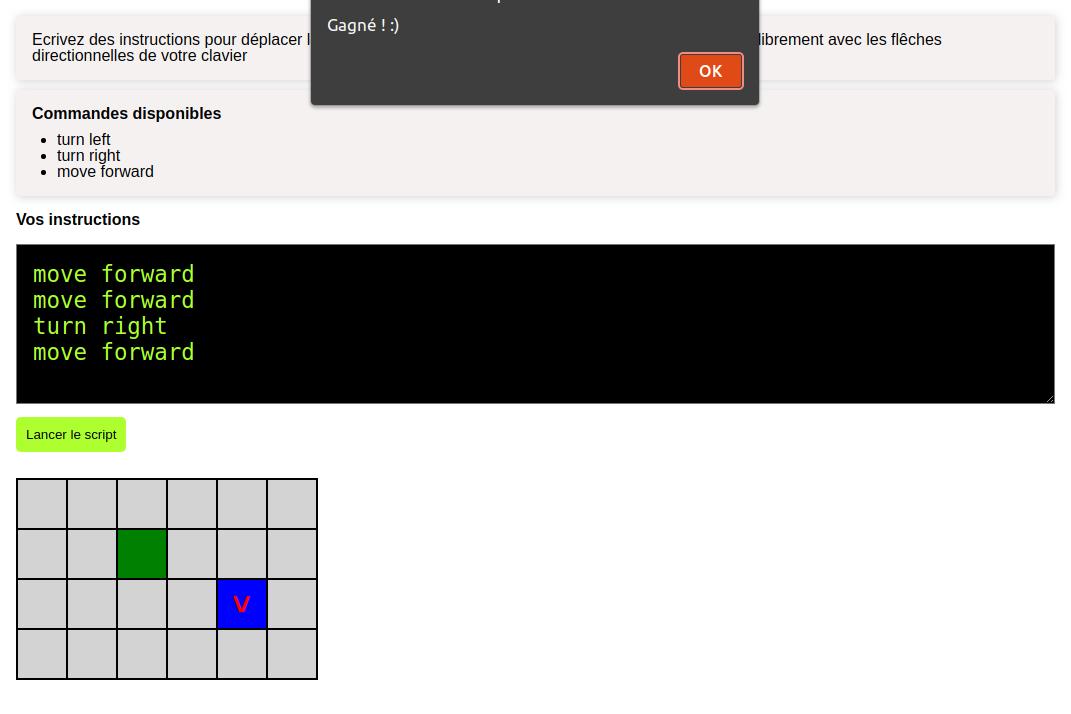 Gagné ! :)
OK
Ecrivez des instructions pour déplacer
librement avec les flêches
directionnelles de votre clavier
Commandes disponibles
turn left
turn right
move forward
Vos instructions
move forward
move forward
turn right
move forward
Lancer le script
V